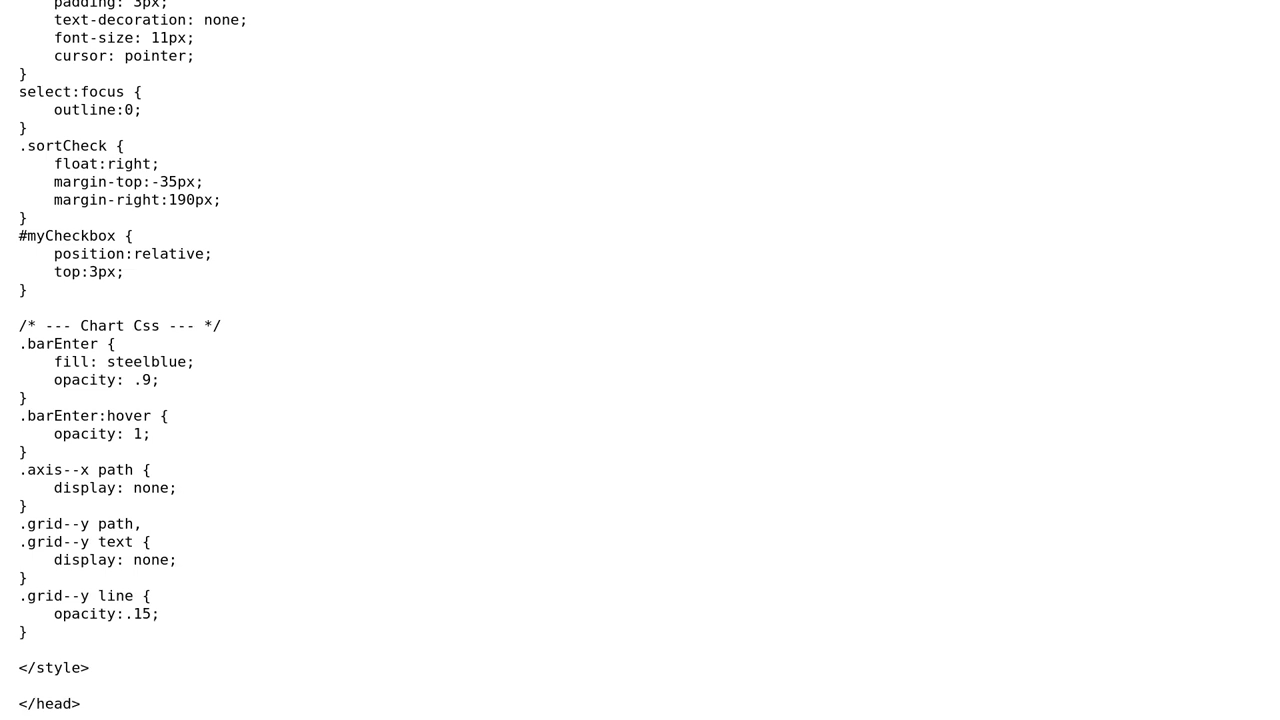 padding: 3px;
    text-decoration: none;
    font-size: 11px;
    cursor: pointer;
}
select:focus {
    outline:0;
}
.sortCheck {
    float:right;
    margin-top:-35px;
    margin-right:190px;
}
#myCheckbox {
    position:relative;
    top:3px;
}

/* --- Chart Css --- */
.barEnter {
    fill: steelblue;
    opacity: .9;
}
.barEnter:hover {
    opacity: 1;
}
.axis--x path {
    display: none;
}
.grid--y path,
.grid--y text {
    display: none;
}
.grid--y line {
    opacity:.15;
}

</style>

</head>